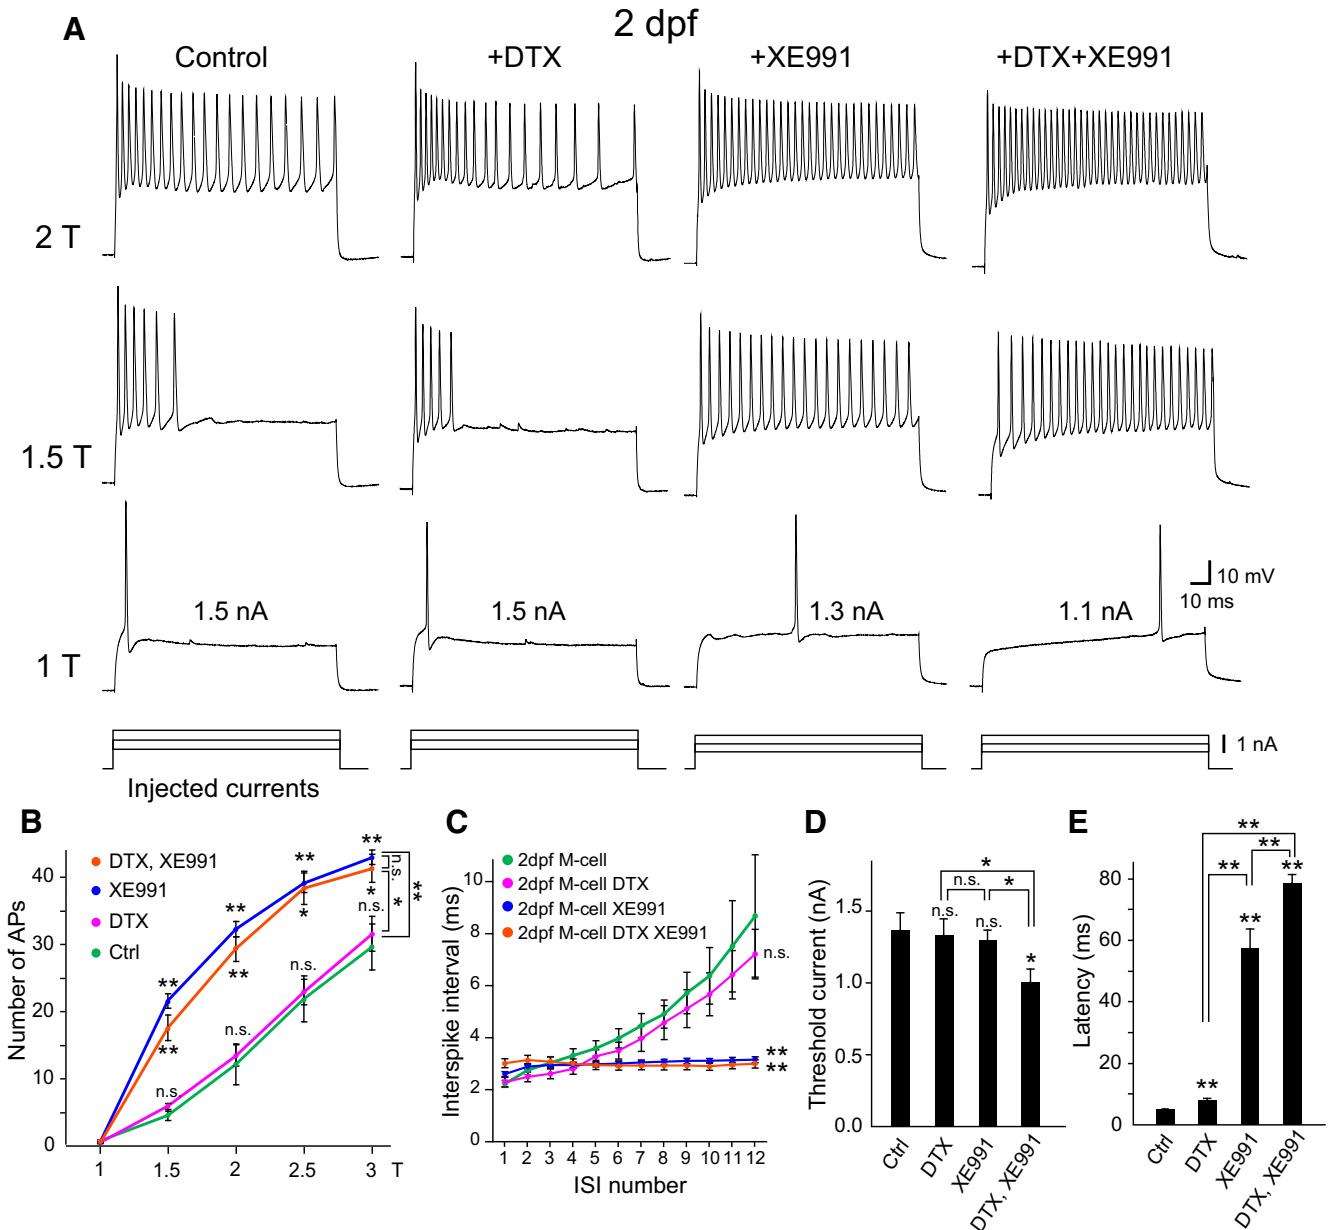 2 dpf
A
Control
+DTX
+XE991
+DTX+XE991
2 T
1.5 T
1 T
1.5 nA
1.5 nA
1.3 nA
1.1 nA
10 mV
10 ms
1 nA
Injected currents
B
Number of APs
DTX, XE991
XE991
DTX
Ctrl
40
30
20
10
0
1
1.5
2
2.5
3
T
**
**
**
**
**
**
*
*
n.s.
n.s.
n.s.
n.s.
n.s.
*
**
C
Interspike interval (ms)
2dpf M-cell
2dpf M-cell DTX
2dpf M-cell XE991
2dpf M-cell DTX XE991
10
8
6
4
2
0
1 2 3 4 5 6 7 8 9 10 11 12
ISI number
n.s.
**
**
D
Threshold current (nA)
1.5
1.0
0.5
0.0
*
n.s.
*
n.s.
n.s.
*
Ctrl
DTX
XE991
DTX, XE991
E
Latency (ms)
80
60
40
20
0
**
**
**
**
**
**
Ctrl
DTX
XE991
DTX, XE991